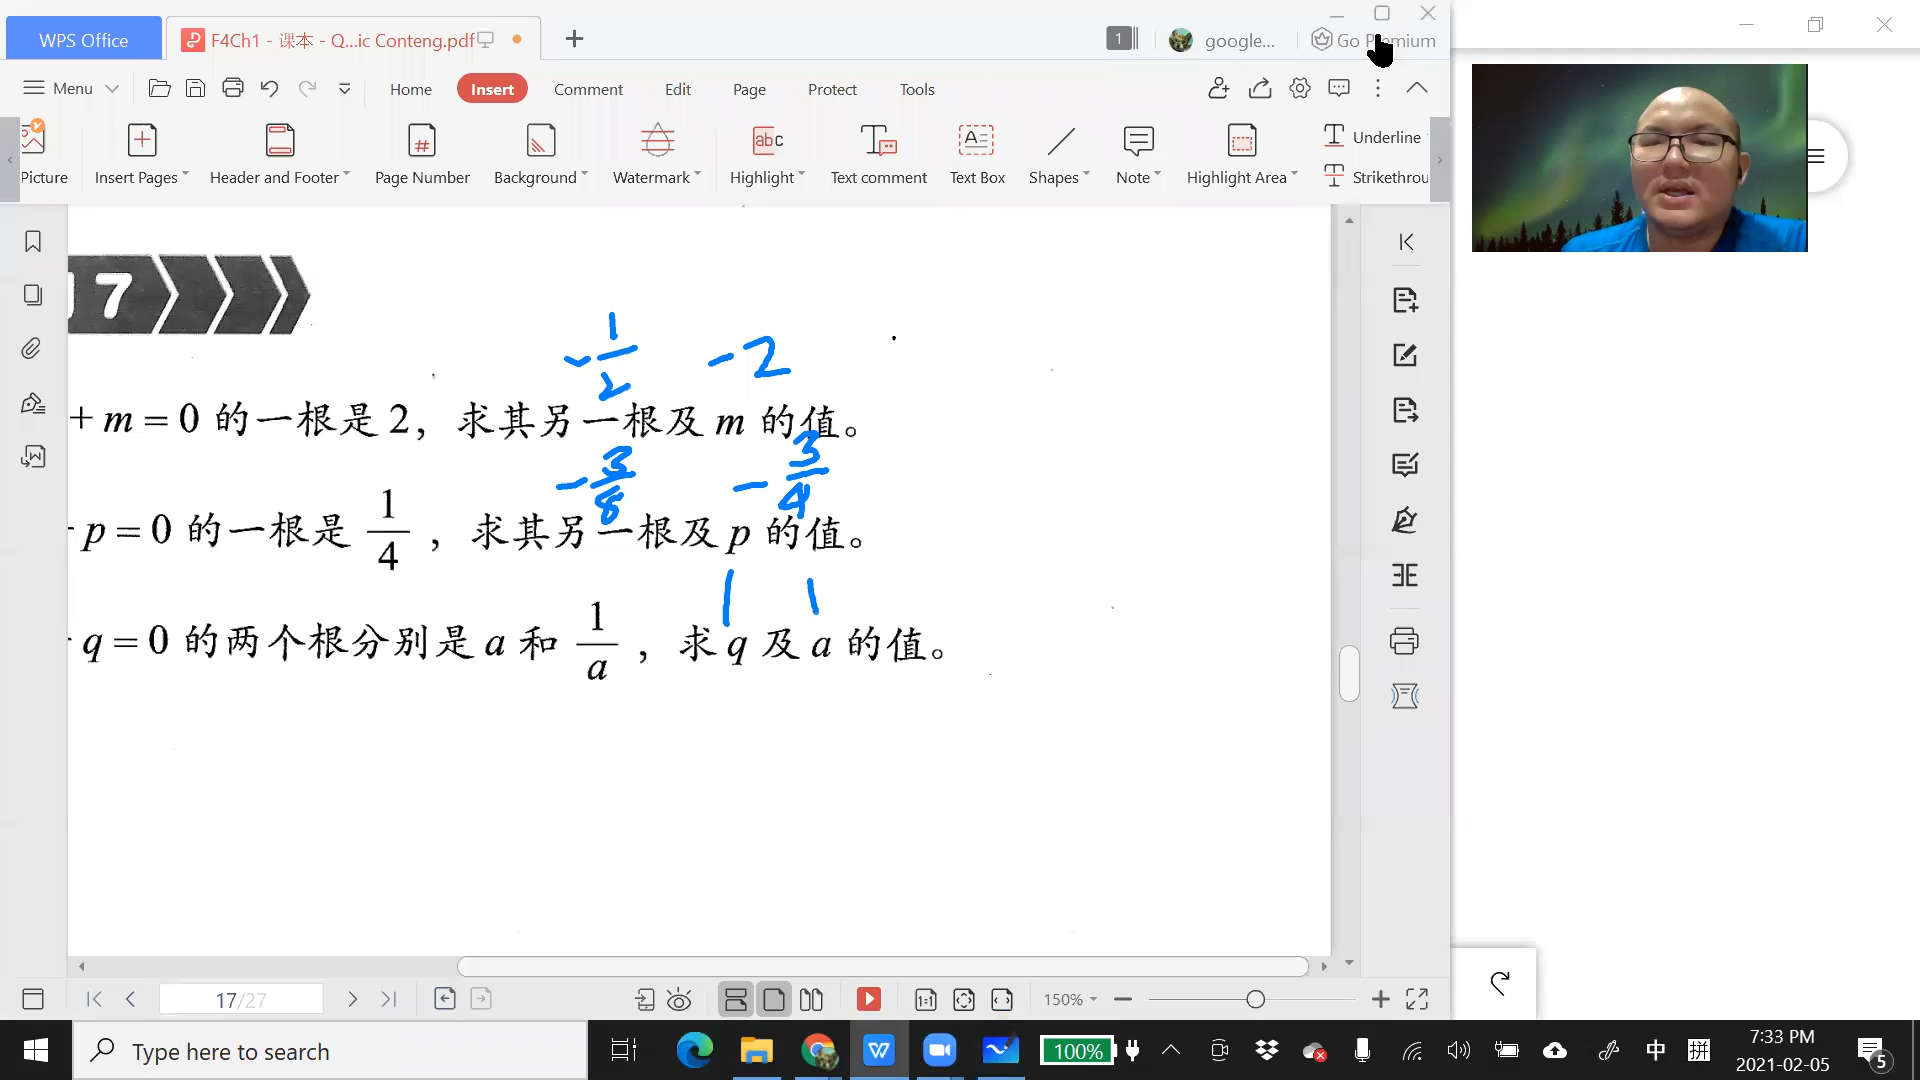 WPS Office
F4Ch1 - 课本 - Q...ic Conteng.pdf
1
google...
Go Premium
Menu
Home
Insert
Comment
Edit
Page
Protect
Tools
Picture
Insert Pages
Header and Footer
Page Number
Background
Watermark
Highlight
Text comment
Text Box
Shapes
Note
Highlight Area
Underline
Strikethrou
7
-1/2 -2
+ m = 0 的一根是 2，求其另一根及 m 的值。
-3/8 -3/4
p = 0 的一根是 1/4，求其另一根及 p 的值。
1 1
q = 0 的两个根分别是 a 和 1/a，求 q 及 a 的值。
17/27
150%
Type here to search
100%
中
拼
7:33 PM
2021-02-05
5